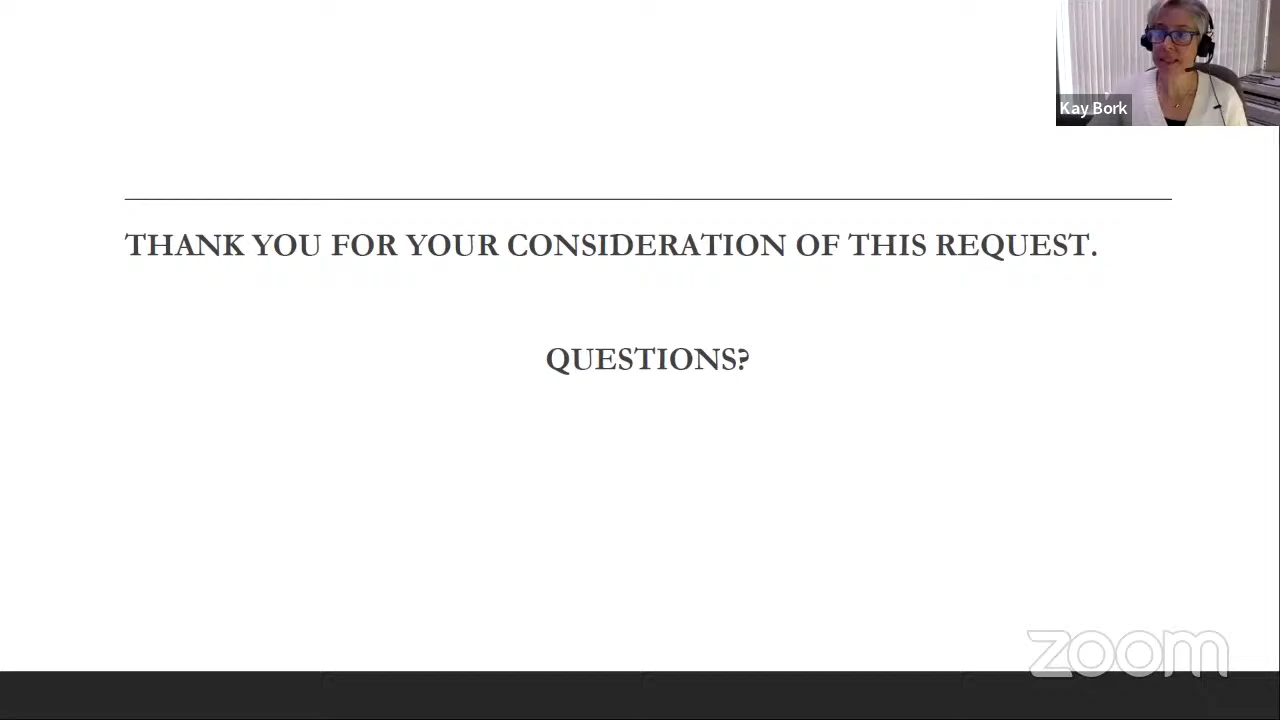 Kay Bork
THANK YOU FOR YOUR CONSIDERATION OF THIS REQUEST.
QUESTIONS?
zoom